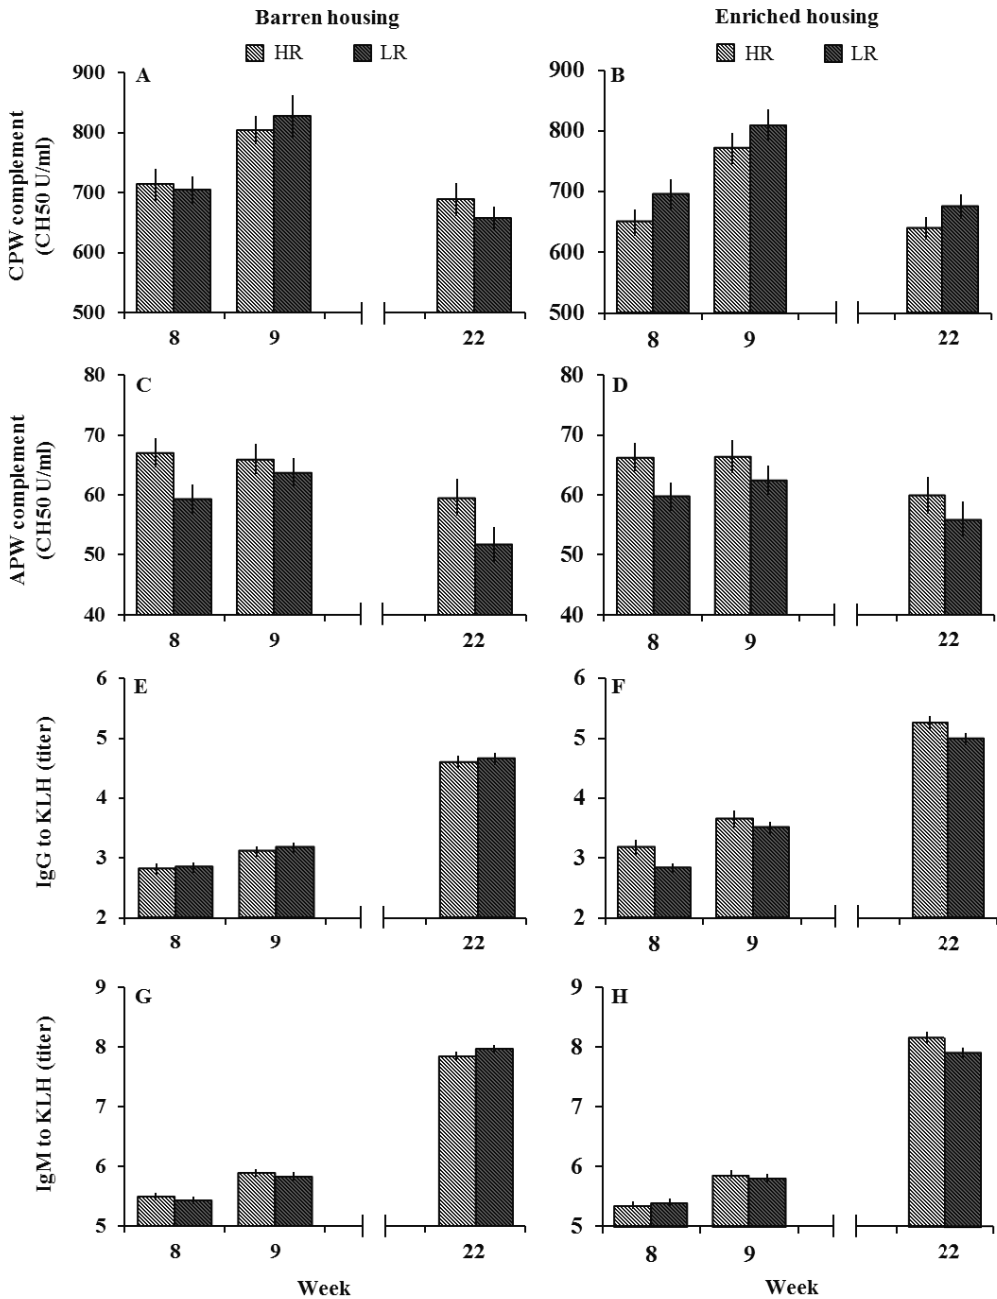 Barren housing
Enriched housing
HR LR
HR LR
CPW complement
(CH50 U/ml)
A
900
800
700
600
500
8 9 22
B
900
800
700
600
500
8 9 22
APW complement
(CH50 U/ml)
C
80
70
60
50
40
8 9 22
D
80
70
60
50
40
8 9 22
IgG to KLH (titer)
E
6
5
4
3
2
8 9 22
F
6
5
4
3
2
8 9 22
IgM to KLH (titer)
G
9
8
7
6
5
8 9 22
Week
H
9
8
7
6
5
8 9 22
Week